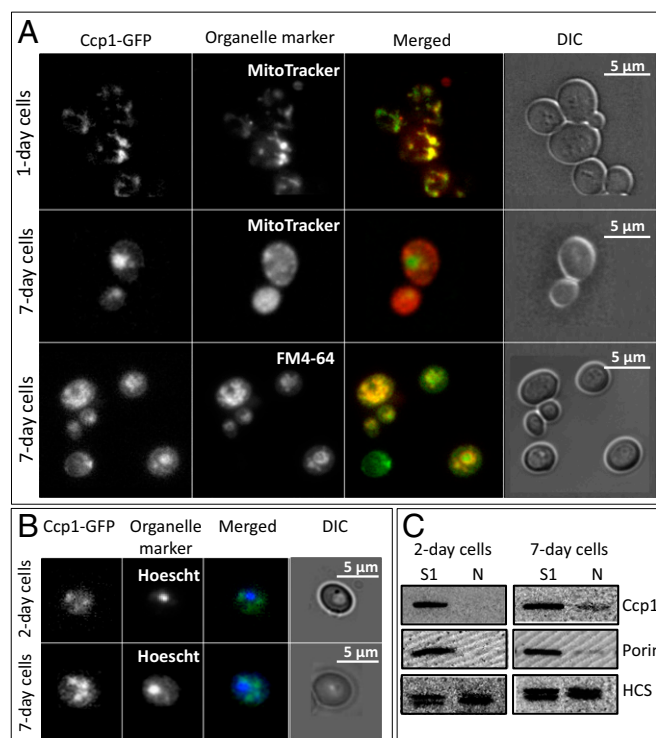 A
Ccp1-GFP Organelle marker Merged DIC
1-day cells
MitoTracker
5 µm
7-day cells
MitoTracker
5 µm
7-day cells
FM4-64
5 µm
B
Ccp1-GFP Organelle marker Merged DIC
2-day cells
Hoescht
5 µm
7-day cells
Hoescht
5 µm
C
2-day cells 7-day cells
S1 N S1 N
Ccp1
Porin
HCS